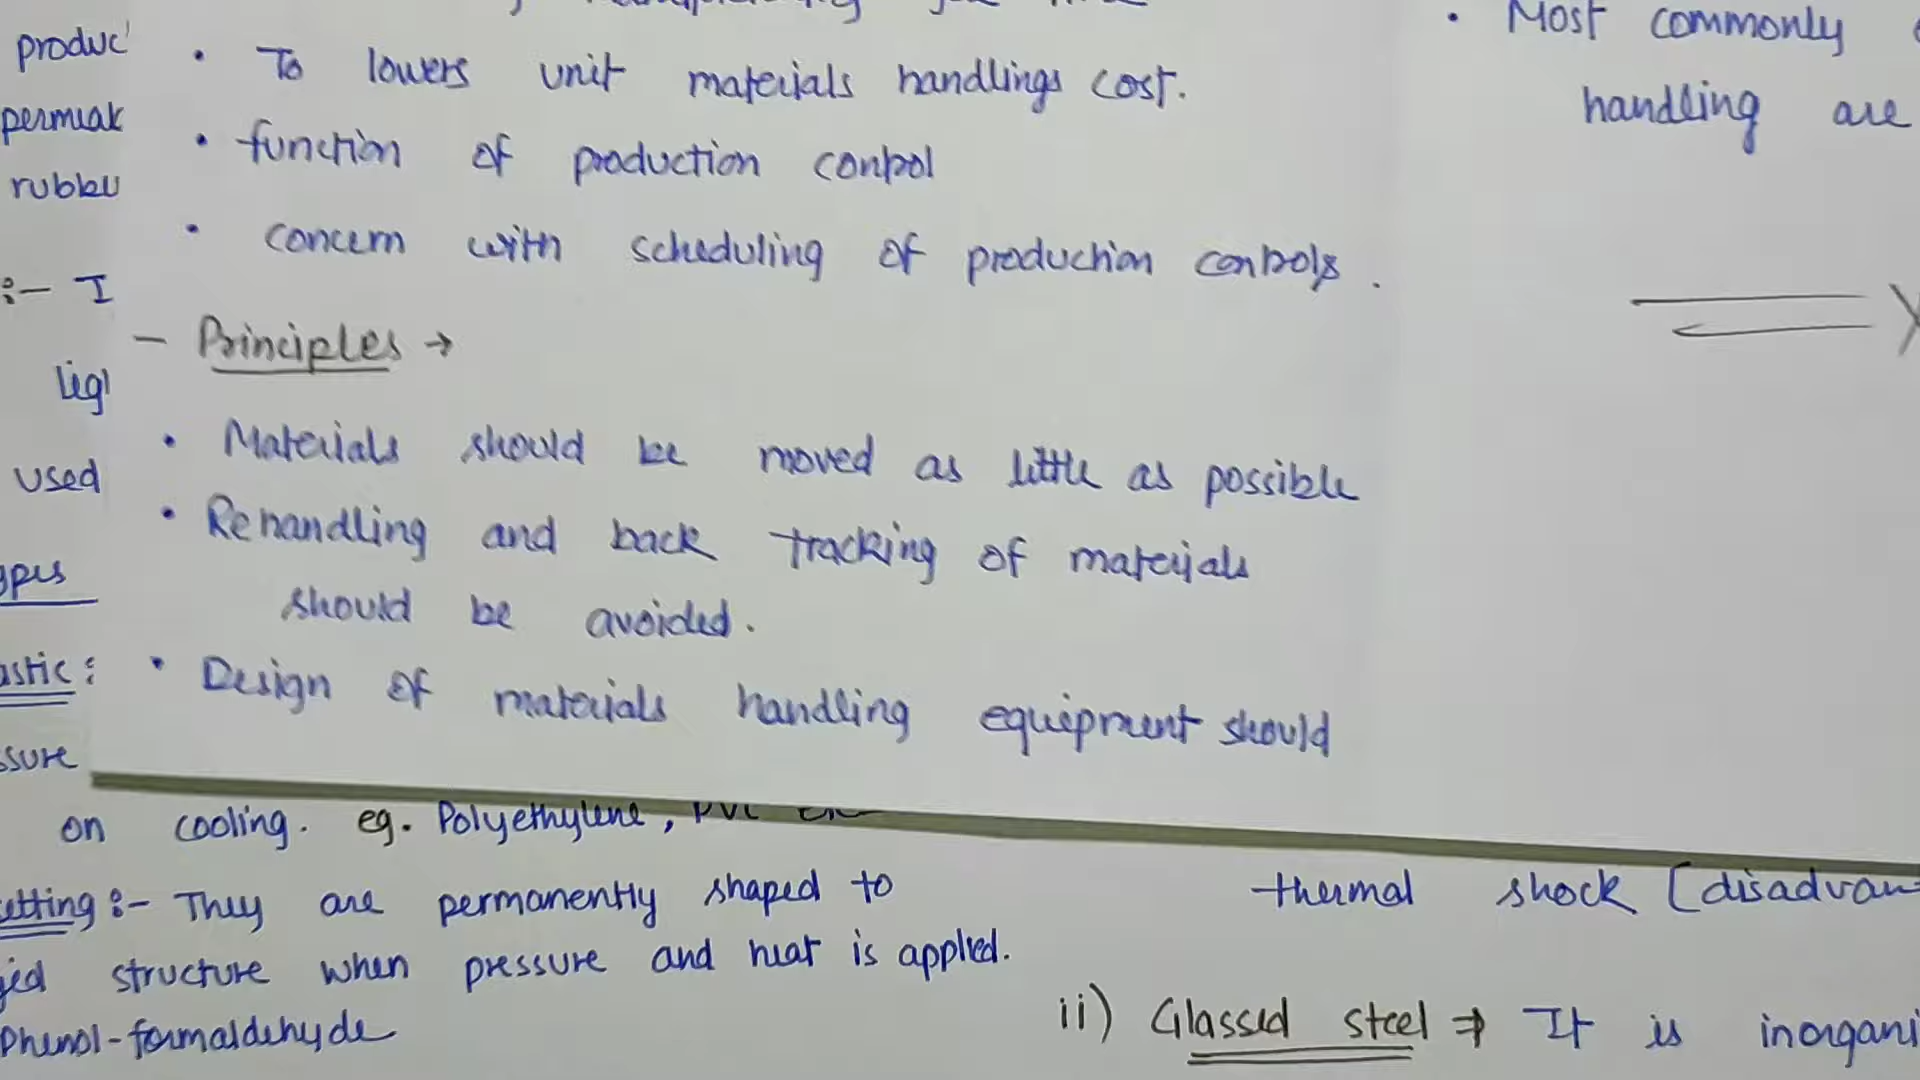 • To lowers unit materials handlings cost.
• function of production control
• concern with scheduling of production controls.
- Principles →
• Materials should be moved as little as possible
• Rehandling and back tracking of materials
should be avoided.
• Design of materials handling equipment should
• Most commonly
handling are
produc
rubber
:- I
used
on cooling. eg. Polyethylene, PVC
:- They are permanently shaped to
structure when pressure and heat is applied.
Phenol-formaldehyde
thermal shock (disadvan
ii) Glassed steel → It is inorgani